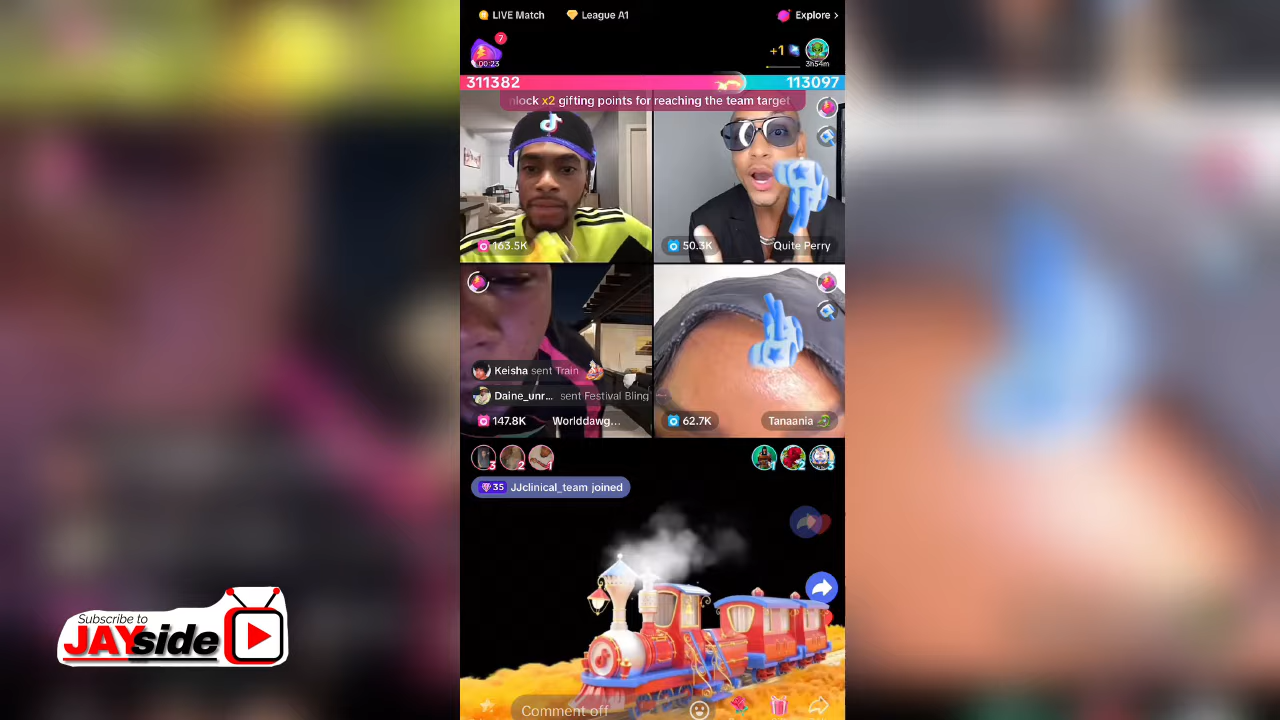 LIVE Match
League A1
Explore >
7
00:23
+1
3h54m
311382
113097
nlock x2 gifting points for reaching the team target
163.5K
50.3K
Quite Perry
Keisha sent Train
Daine_unr... sent Festival Bling
147.8K
Worlddawg...
62.7K
Tanaania
3
2
1
1
2
3
35 JJclinical_team joined
Subscribe to
JAYside
Comment off